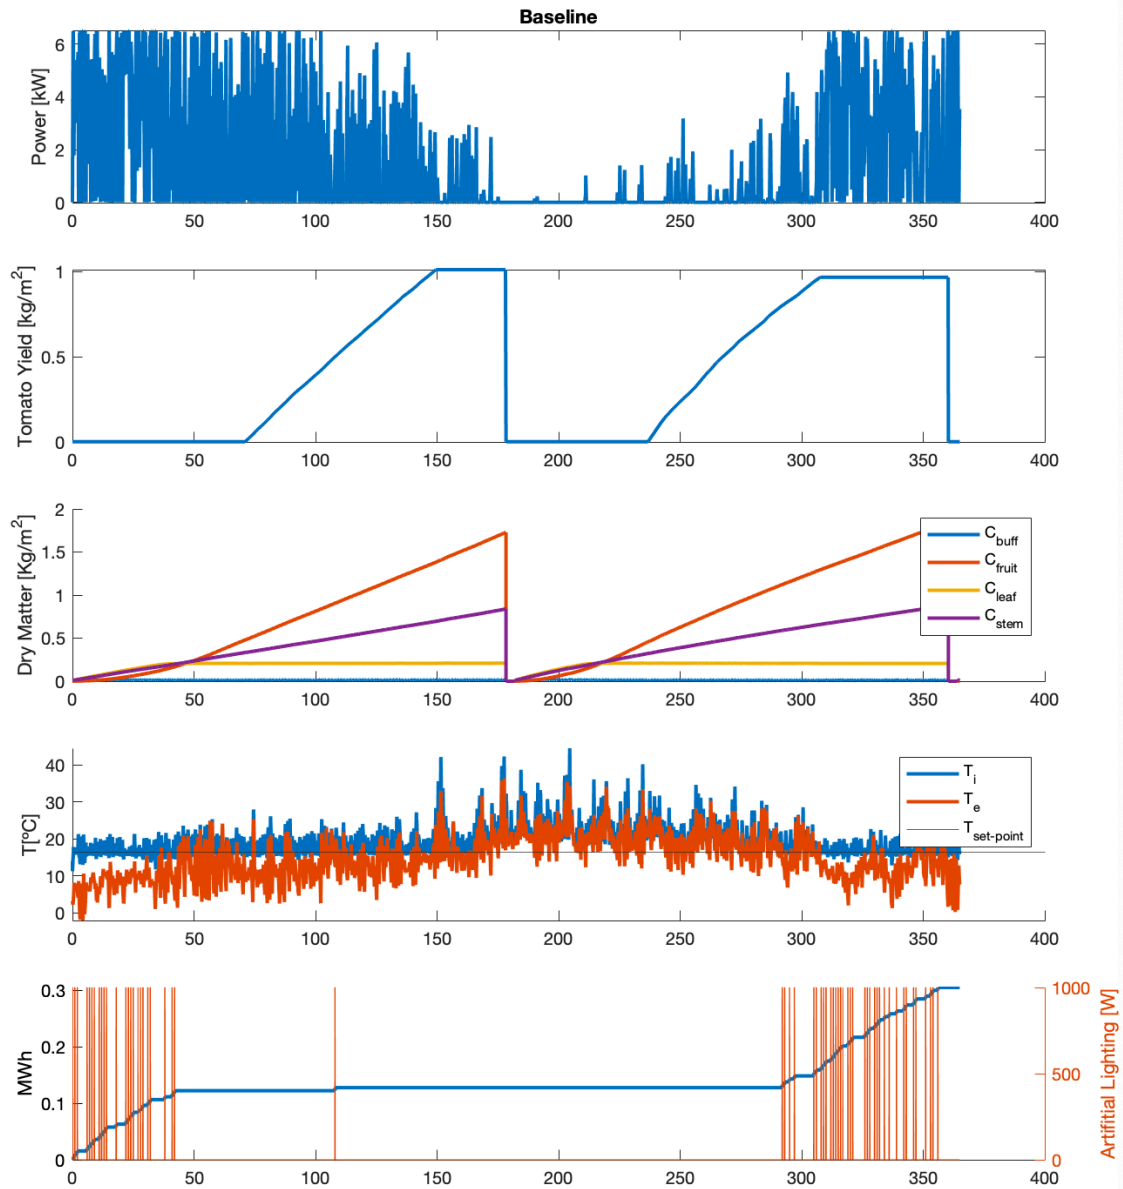 Baseline
Power [kW]
6
4
2
0
0 50 100 150 200 250 300 350 400
Tomato Yield [kg/m²]
1
0.5
0
0 50 100 150 200 250 300 350 400
Dry Matter [Kg/m²]
2
1.5
1
0.5
0
C_buff
C_fruit
C_leaf
C_stem
0 50 100 150 200 250 300 350 400
T[ºC]
40
30
20
10
0
T_i
T_e
T_set-point
0 50 100 150 200 250 300 350 400
MWh
0.3
0.2
0.1
0
1000
500
0
Artifitial Lighting [W]
0 50 100 150 200 250 300 350 400